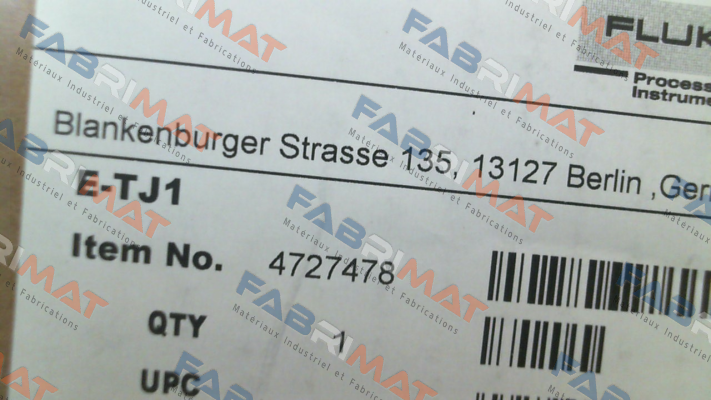 FLUK
Process
Instrume
Blankenburger Strasse 135, 13127 Berlin ,Ger
E-TJ1
Item No. 4727478
QTY 1
UPC
FABRIMAT
Materiaux Industriel et Fabrications